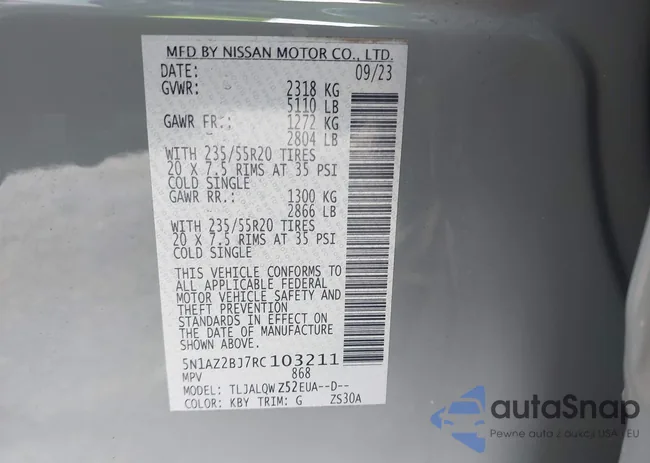 MFD BY NISSAN MOTOR CO., LTD.
DATE: 09/23
GVWR: 2318 KG
5110 LB
GAWR FR.: 1272 KG
2804 LB
WITH 235/55R20 TIRES
20 X 7.5 RIMS AT 35 PSI
COLD SINGLE
GAWR RR.: 1300 KG
2866 LB
WITH 235/55R20 TIRES
20 X 7.5 RIMS AT 35 PSI
COLD SINGLE
THIS VEHICLE CONFORMS TO
ALL APPLICABLE FEDERAL
MOTOR VEHICLE SAFETY AND
THEFT PREVENTION
STANDARDS IN EFFECT ON
THE DATE OF MANUFACTURE
SHOWN ABOVE.
5N1AZ2BJ7RC103211
MPV 868
MODEL: TLJALQWZ52EUA--D--
COLOR: KBY TRIM: G ZS30A
autaSnap
Pewne auto / z aukcji USA i EU